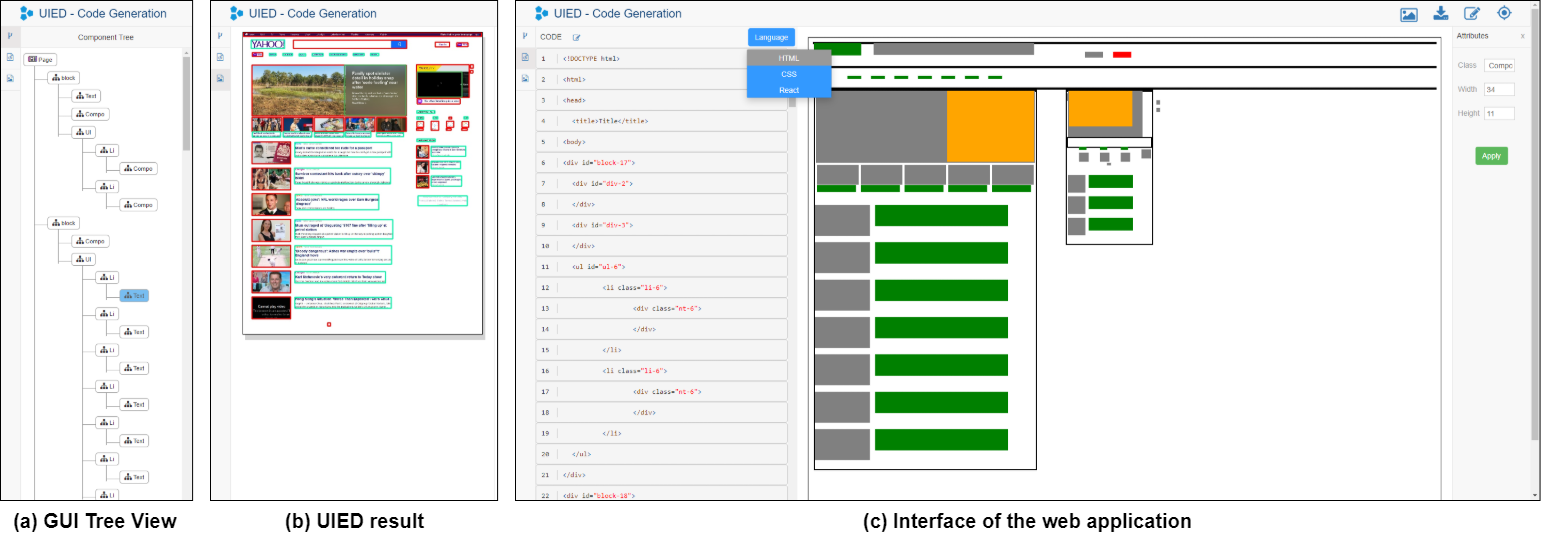 UIED - Code Generation
Component Tree
Page
block
Text
Compo
UI
Li
Compo
Li
Compo
block
Compo
UI
Li
Text
Li
Text
Li
Text
Li
Text
Li
Text
Li
Text
Li
(a) GUI Tree View
UIED - Code Generation
YAHOO!
(b) UIED result
UIED - Code Generation
CODE
Language
HTML
CSS
React
1 <!DOCTYPE html>
2 <html>
3 <head>
4 <title>Title</title>
5 <body>
6 <div id="block-17">
7 <div id="div-2">
8 </div>
9 <div id="div-3">
10 </div>
11 <ul id="ul-6">
12 <li class="li-6">
13 <div class="nt-6">
14 </div>
15 </li>
16 <li class="li-6">
17 <div class="nt-6">
18 </div>
19 </li>
20 </ul>
21 </div>
22 <div id="block-18">
Attributes x
Class Compo
Width 34
Height 11
Apply
(c) Interface of the web application